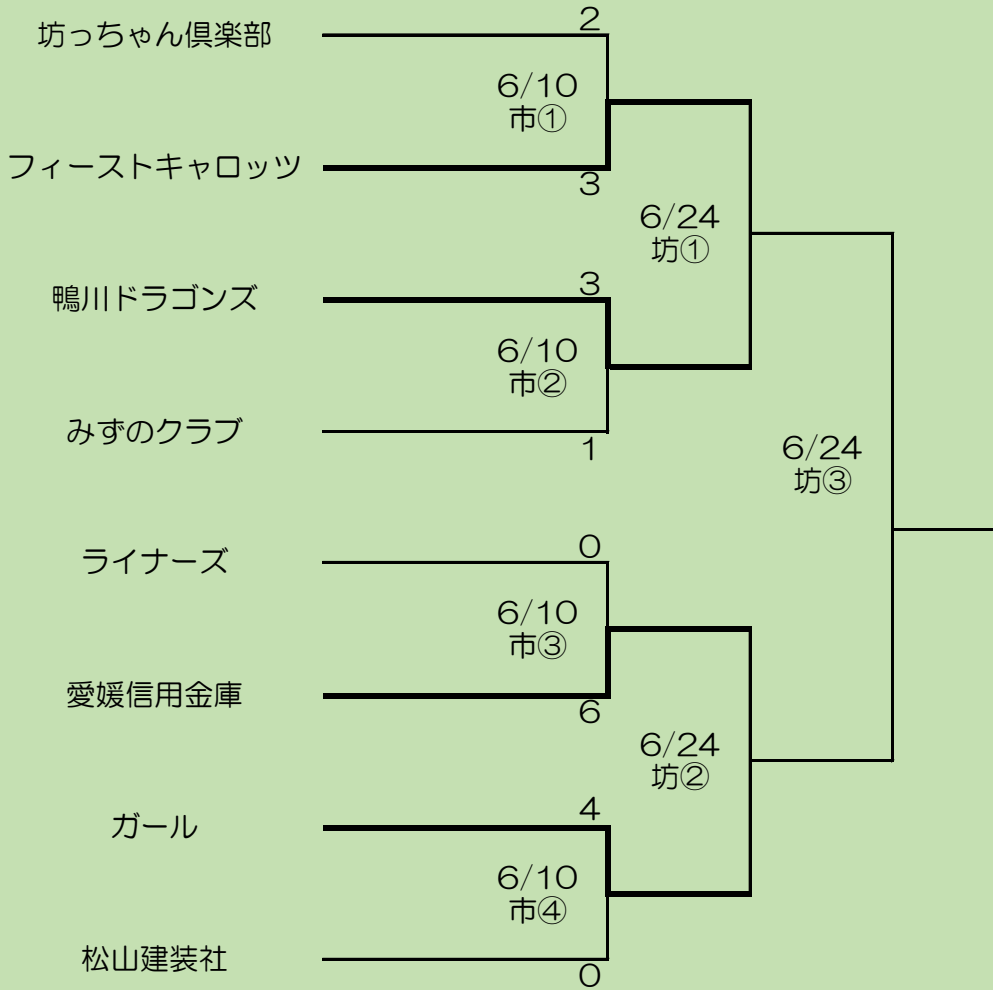 坊っちゃん倶楽部
2
6/10
市①
フィーストキャロッツ
3
6/24
坊①
鴨川ドラゴンズ
3
6/10
市②
みずのクラブ
1
6/24
坊③
ライナーズ
0
6/10
市③
愛媛信用金庫
6
6/24
坊②
ガール
4
6/10
市④
松山建装社
0